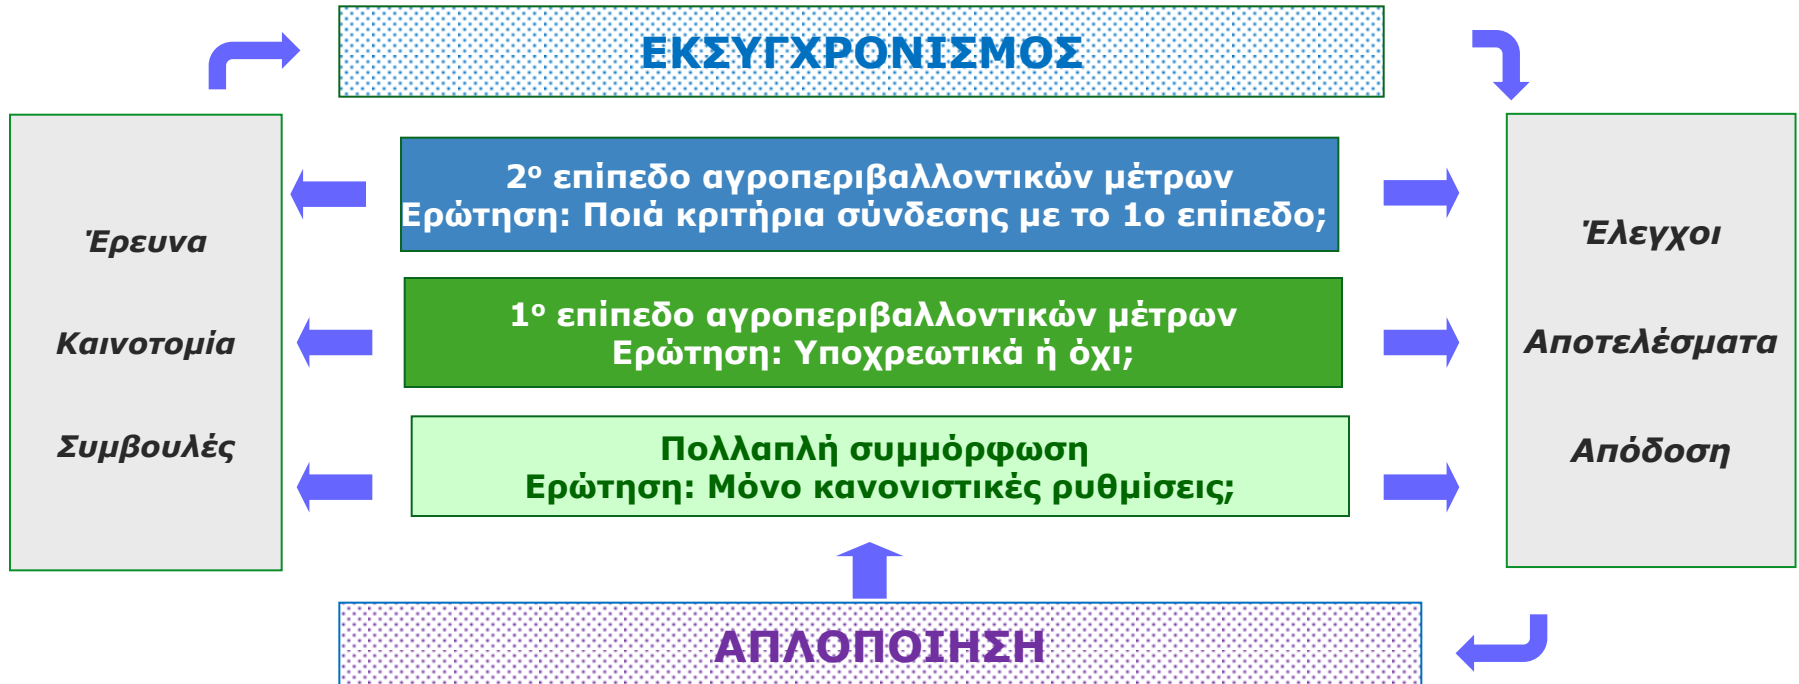 ΕΚΣΥΓΧΡΟΝΙΣΜΟΣ
2ο επίπεδο αγροπεριβαλλοντικών μέτρων
Ερώτηση: Ποιά κριτήρια σύνδεσης με το 1ο επίπεδο;
1ο επίπεδο αγροπεριβαλλοντικών μέτρων
Ερώτηση: Υποχρεωτικά ή όχι;
Πολλαπλή συμμόρφωση
Ερώτηση: Μόνο κανονιστικές ρυθμίσεις;
Έρευνα
Καινοτομία
Συμβουλές
Έλεγχοι
Αποτελέσματα
Απόδοση
ΑΠΛΟΠΟΙΗΣΗ